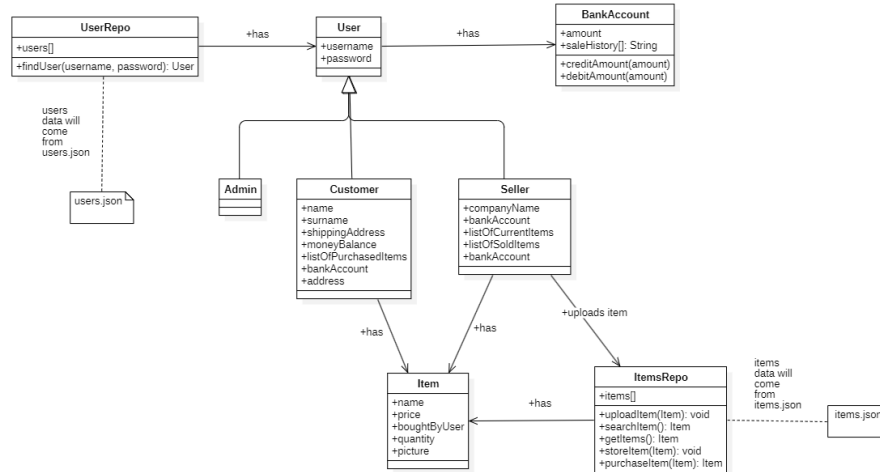 UserRepo
+users[]
+findUser(username, password): User
+has
User
+username
+password
+has
BankAccount
+amount
+saleHistory[]: String
+creditAmount(amount)
+debitAmount(amount)
users
data will
come
from
users.json
users.json
Admin
Customer
+name
+surname
+shippingAddress
+moneyBalance
+listOfPurchasedItems
+bankAccount
+address
Seller
+companyName
+bankAccount
+listOfCurrentItems
+listOfSoldItems
+bankAccount
+has
+has
+uploads item
Item
+name
+price
+boughtByUser
+quantity
+picture
+has
ItemsRepo
+items[]
+uploadItem(Item): void
+searchItem(): Item
+getItems(): Item
+storeItem(Item): void
+purchaseItem(Item): Item
items
data will
come
from
items.json
items.json